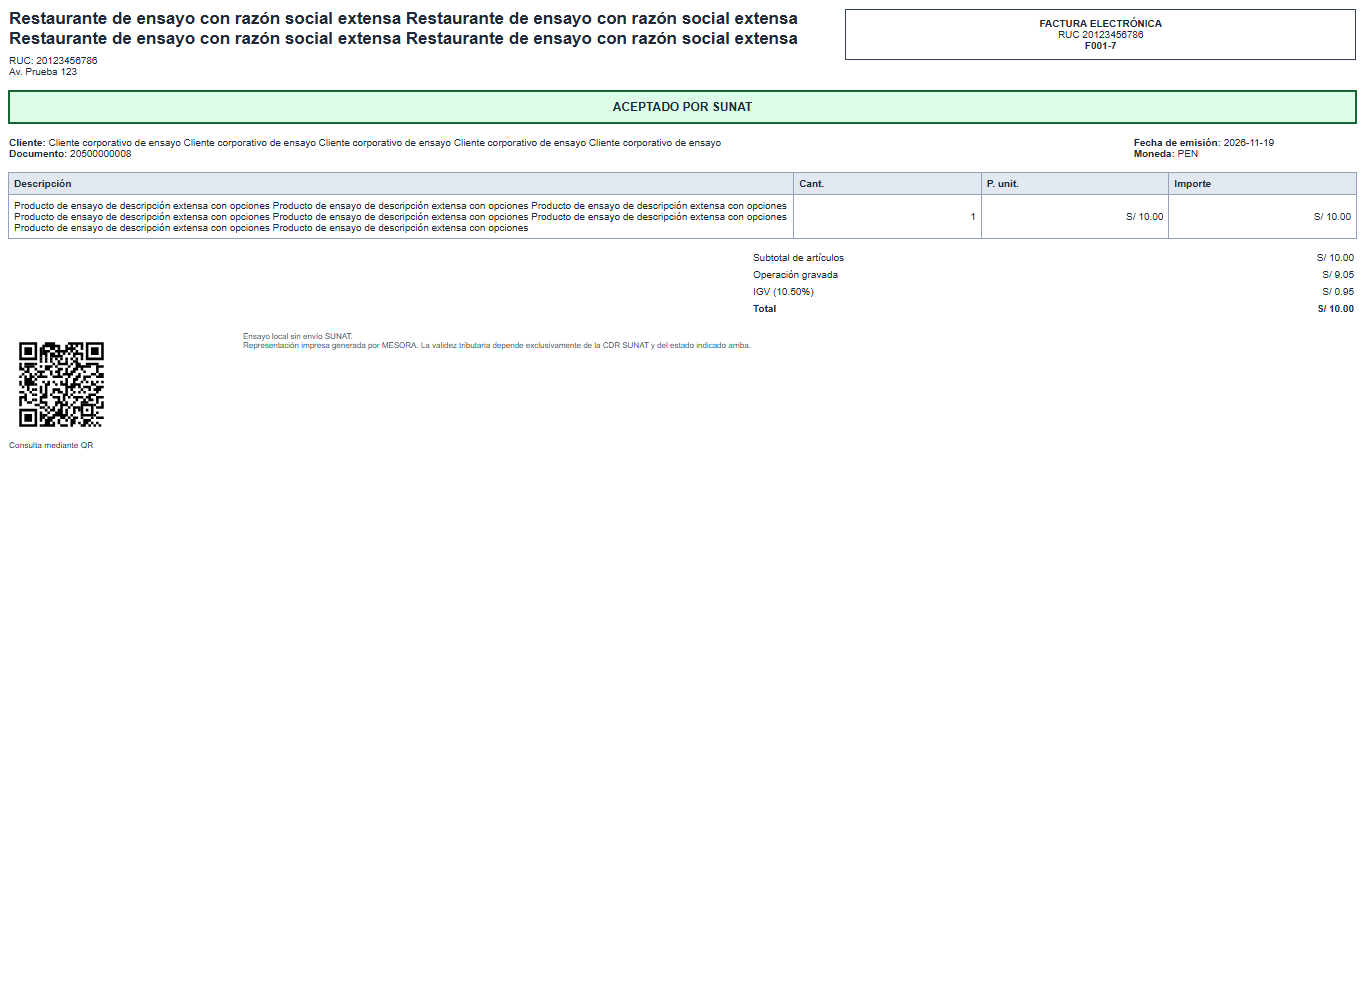 Restaurante de ensayo con razón social extensa Restaurante de ensayo con razón social extensa
Restaurante de ensayo con razón social extensa Restaurante de ensayo con razón social extensa
RUC: 20123456786
Av. Prueba 123
FACTURA ELECTRÓNICA
RUC 20123456786
F001-7
ACEPTADO POR SUNAT
Cliente: Cliente corporativo de ensayo Cliente corporativo de ensayo Cliente corporativo de ensayo Cliente corporativo de ensayo Cliente corporativo de ensayo
Documento: 20500000008
Fecha de emisión: 2026-11-19
Moneda: PEN
Descripción Cant. P. unit. Importe
Producto de ensayo de descripción extensa con opciones Producto de ensayo de descripción extensa con opciones Producto de ensayo de descripción extensa con opciones
Producto de ensayo de descripción extensa con opciones Producto de ensayo de descripción extensa con opciones Producto de ensayo de descripción extensa con opciones
Producto de ensayo de descripción extensa con opciones Producto de ensayo de descripción extensa con opciones
1 S/ 10.00 S/ 10.00
Subtotal de artículos S/ 10.00
Operación gravada S/ 9.05
IGV (10.50%) S/ 0.95
Total S/ 10.00
Ensayo local sin envío SUNAT.
Representación impresa generada por MESORA. La validez tributaria depende exclusivamente de la CDR SUNAT y del estado indicado arriba.
Consulta mediante QR